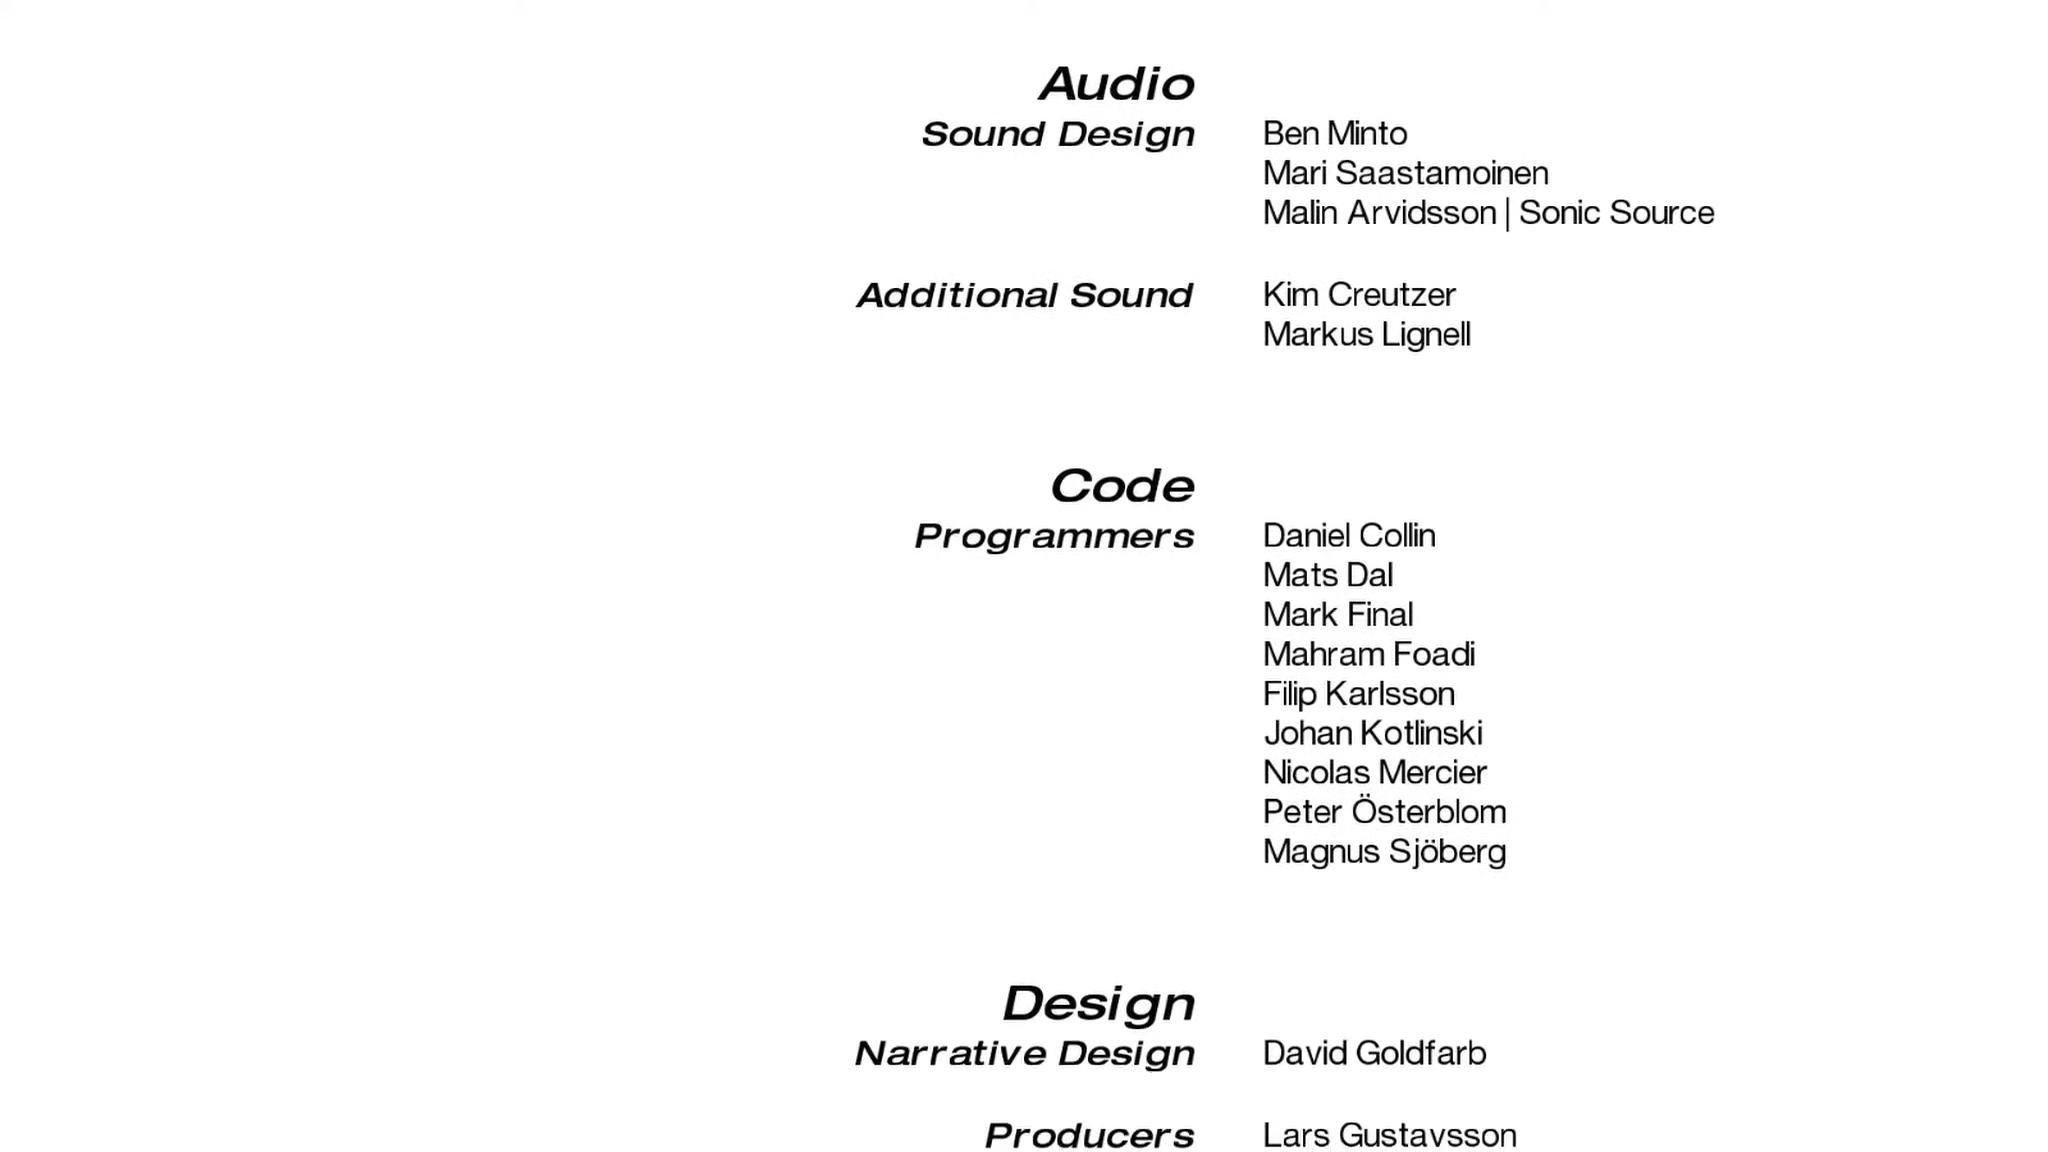 Audio
Sound Design Ben Minto
Mari Saastamoinen
Malin Arvidsson | Sonic Source
Additional Sound Kim Creutzer
Markus Lignell
Code
Programmers Daniel Collin
Mats Dal
Mark Final
Mahram Foadi
Filip Karlsson
Johan Kotlinski
Nicolas Mercier
Peter Österblom
Magnus Sjöberg
Design
Narrative Design David Goldfarb
Producers Lars Gustavsson